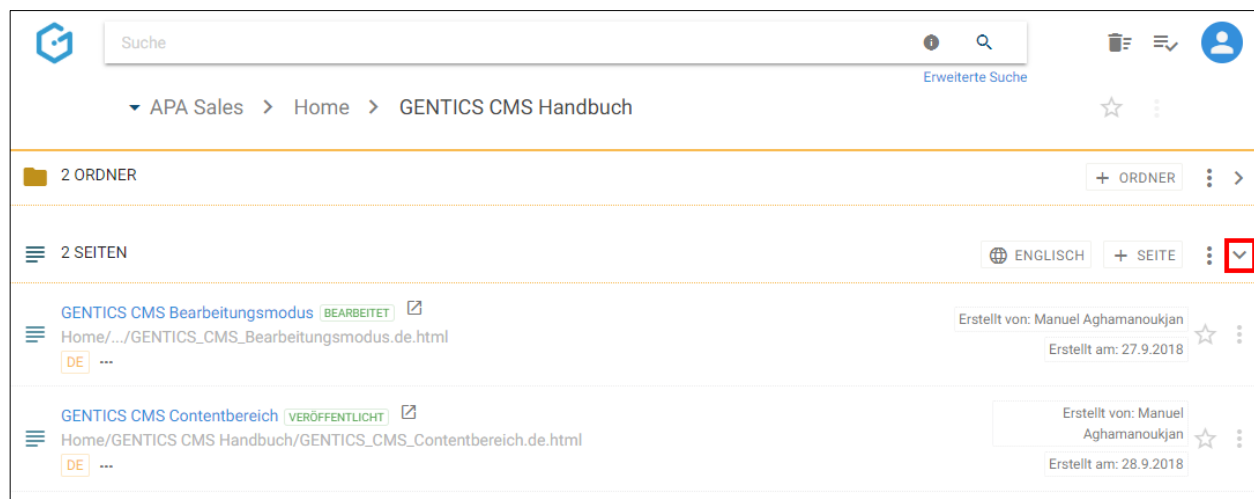 Suche
Erweiterte Suche
APA Sales > Home > GENTICS CMS Handbuch
2 ORDNER
+ ORDNER
2 SEITEN
ENGLISCH
+ SEITE
GENTICS CMS Bearbeitungsmodus BEARBEITET
Home/.../GENTICS_CMS_Bearbeitungsmodus.de.html
DE ...
Erstellt von: Manuel Aghamanoukjan
Erstellt am: 27.9.2018
GENTICS CMS Contentbereich VERÖFFENTLICHT
Home/GENTICS CMS Handbuch/GENTICS_CMS_Contentbereich.de.html
DE ...
Erstellt von: Manuel
Aghamanoukjan
Erstellt am: 28.9.2018